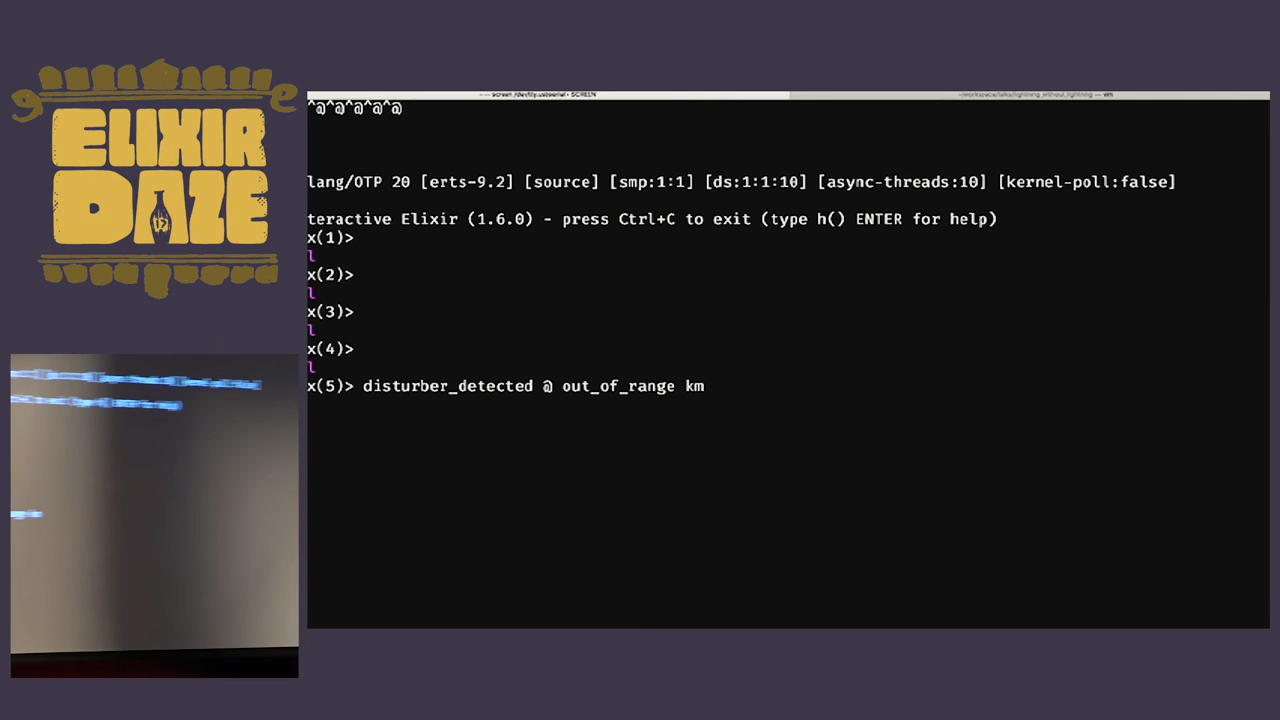 ELIXIR
DAZE
^@^@^@^@^@
lang/OTP 20 [erts-9.2] [source] [smp:1:1] [ds:1:1:10] [async-threads:10] [kernel-poll:false]
teractive Elixir (1.6.0) - press Ctrl+C to exit (type h() ENTER for help)
x(1)>
l
x(2)>
l
x(3)>
l
x(4)>
l
x(5)> disturber_detected @ out_of_range km